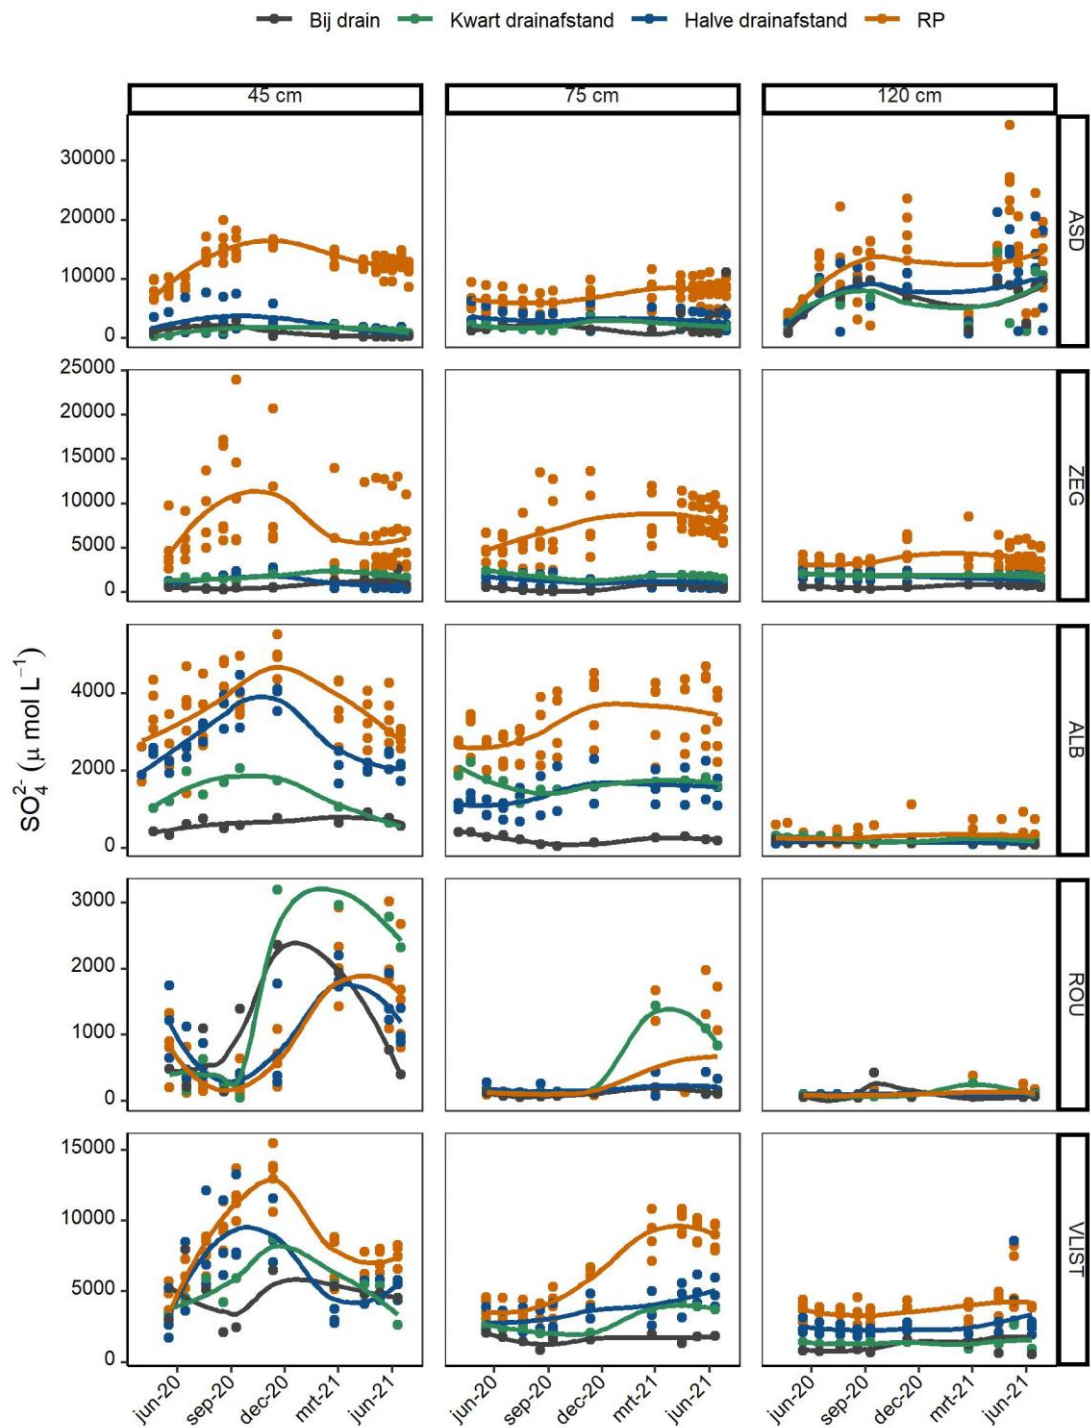 Bij drain Kwart drainafstand Halve drainafstand RP
45 cm 75 cm 120 cm
30000
20000
10000
0
ASD
25000
20000
15000
10000
5000
0
ZEG
SO₄²⁻ (μ mol L⁻¹)
4000
2000
0
ALB
3000
2000
1000
0
ROU
15000
10000
5000
0
VLIST
jun-20 sep-20 dec-20 mrt-21 jun-21 jun-20 sep-20 dec-20 mrt-21 jun-21 jun-20 sep-20 dec-20 mrt-21 jun-21